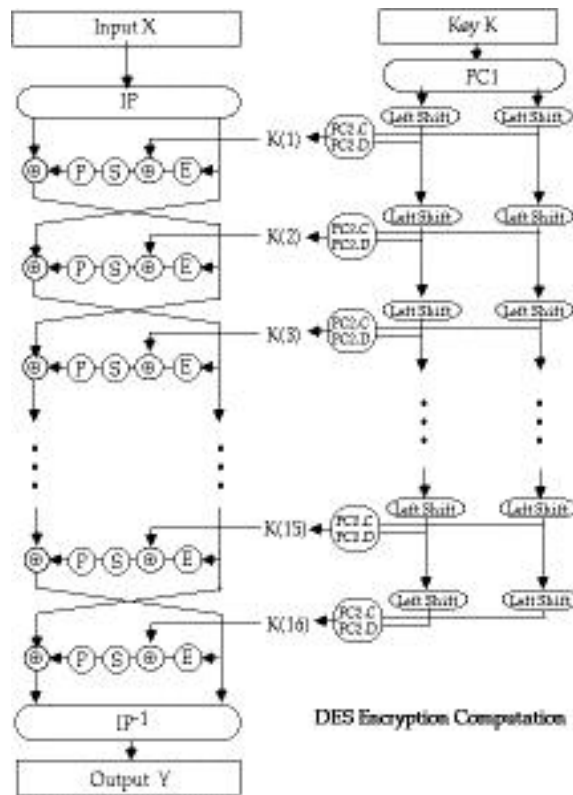 Input X
Key K
PC1
IP
Left Shift
Left Shift
PC2.C
PC2.D
K(1)
⊕ P S ⊕ E
Left Shift
Left Shift
PC2.C
PC2.D
K(2)
⊕ P S ⊕ E
Left Shift
Left Shift
PC2.C
PC2.D
K(3)
⊕ P S ⊕ E
Left Shift
Left Shift
PC2.C
PC2.D
K(15)
⊕ P S ⊕ E
Left Shift
Left Shift
PC2.C
PC2.D
K(16)
⊕ P S ⊕ E
IP-1
DES Encryption Computation
Output Y